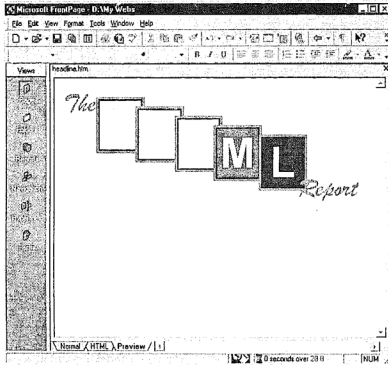 Microsoft FrontPage - D:\My Webs
File Edit View Format Tools Window Help
B I U
Views
headline.htm
The
M
L
Report
Normal HTML Preview
0 seconds over 28.8
NUM